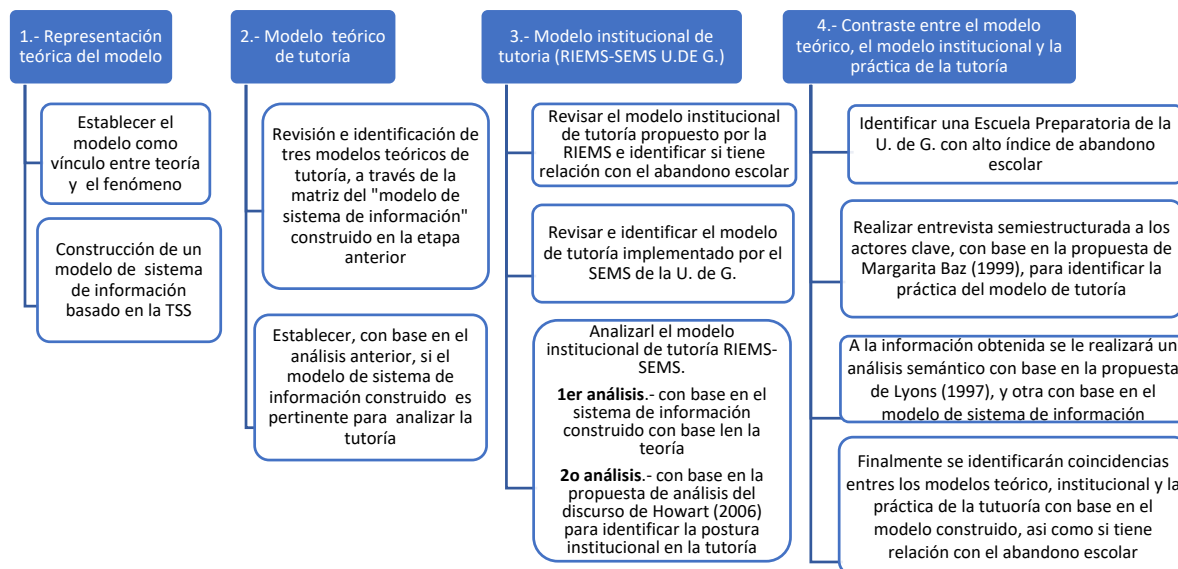 1.- Representación
teórica del modelo
Establecer el
modelo como
vínculo entre teoría
y el fenómeno
Construcción de un
modelo de sistema
de información
basado en la TSS
2.- Modelo teórico
de tutoría
Revisión e identificación de
tres modelos teóricos de
tutoría, a través de la
matriz del "modelo de
sistema de información"
construido en la etapa
anterior
Establecer, con base en el
análisis anterior, si el
modelo de sistema de
información construido es
pertinente para analizar la
tutoría
3.- Modelo institucional de
tutoria (RIEMS-SEMS U.DE G.)
Revisar el modelo institucional
de tutoría propuesto por la
RIEMS e identificar si tiene
relación con el abandono escolar
Revisar e identificar el modelo
de tutoría implementado por el
SEMS de la U. de G.
Analizarl el modelo
institucional de tutoría RIEMS-
SEMS.
1er análisis.- con base en el
sistema de información
construido con base len la
teoría
2o análisis.- con base en la
propuesta de análisis del
discurso de Howart (2006)
para identificar la postura
institucional en la tutoría
4.- Contraste entre el modelo
teórico, el modelo institucional y la
práctica de la tutoría
Identificar una Escuela Preparatoria de la
U. de G. con alto índice de abandono
escolar
Realizar entrevista semiestructurada a los
actores clave, con base en la propuesta de
Margarita Baz (1999), para identificar la
práctica del modelo de tutoría
A la información obtenida se le realizará un
análisis semántico con base en la propuesta
de Lyons (1997), y otra con base en el
modelo de sistema de información
Finalmente se identificarán coincidencias
entres los modelos teórico, institucional y la
práctica de la tutuoría con base en el
modelo construido, asi como si tiene
relación con el abandono escolar